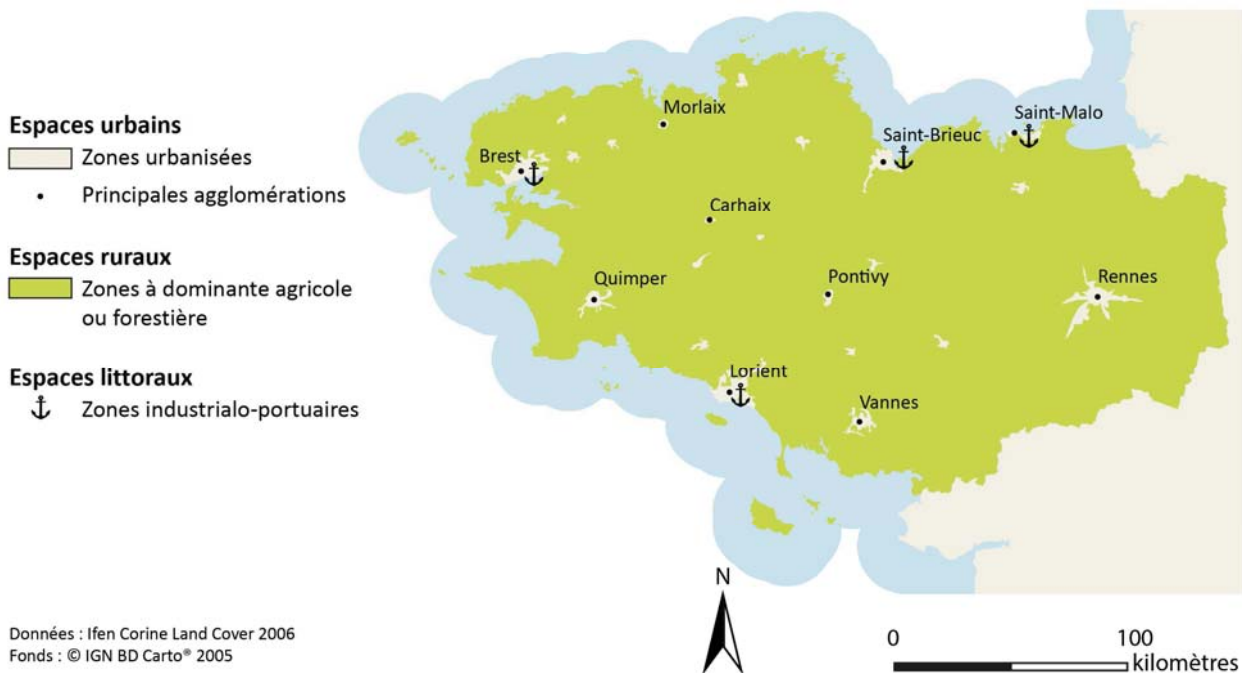 Espaces urbains
Zones urbanisées
Principales agglomérations
Espaces ruraux
Zones à dominante agricole
ou forestière
Espaces littoraux
Zones industrialo-portuaires
Morlaix
Saint-Malo
Saint-Brieuc
Brest
Carhaix
Quimper
Pontivy
Rennes
Lorient
Vannes
N
Données : Ifen Corine Land Cover 2006
Fonds : © IGN BD Carto® 2005
0 100
kilomètres